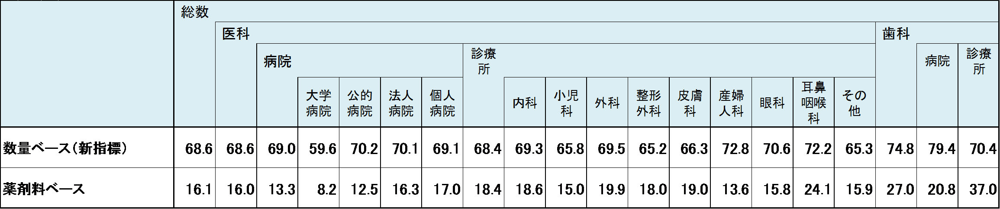 総数
医科
歯科
病院
診療
所
病院
診療
所
大学
病院
公的
病院
法人
病院
個人
病院
内科
小児
科
外科
整形
外科
皮膚
科
産婦
人科
眼科
耳鼻
咽喉
科
その
他
数量ベース（新指標） 68.6 68.6 69.0 59.6 70.2 70.1 69.1 68.4 69.3 65.8 69.5 65.2 66.3 72.8 70.6 72.2 65.3 74.8 79.4 70.4
薬剤料ベース 16.1 16.0 13.3 8.2 12.5 16.3 17.0 18.4 18.6 15.0 19.9 18.0 19.0 13.6 15.8 24.1 15.9 27.0 20.8 37.0